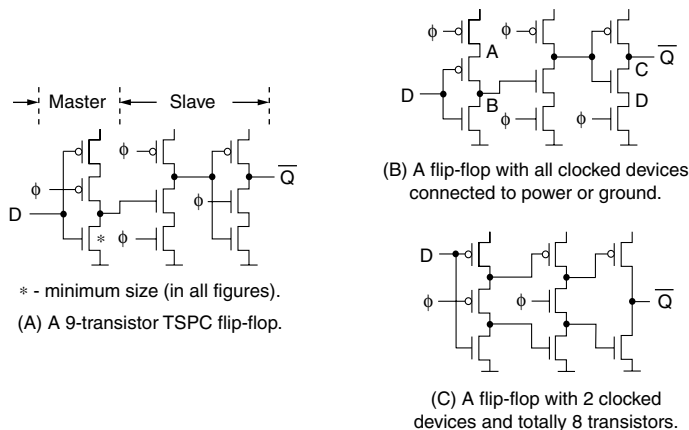 Master
Slave
ϕ
ϕ
D
Q
*
ϕ
* - minimum size (in all figures).
(A) A 9-transistor TSPC flip-flop.
ϕ
ϕ
A
Q
C
D
B
D
ϕ
ϕ
(B) A flip-flop with all clocked devices
connected to power or ground.
D
ϕ
ϕ
Q
(C) A flip-flop with 2 clocked
devices and totally 8 transistors.